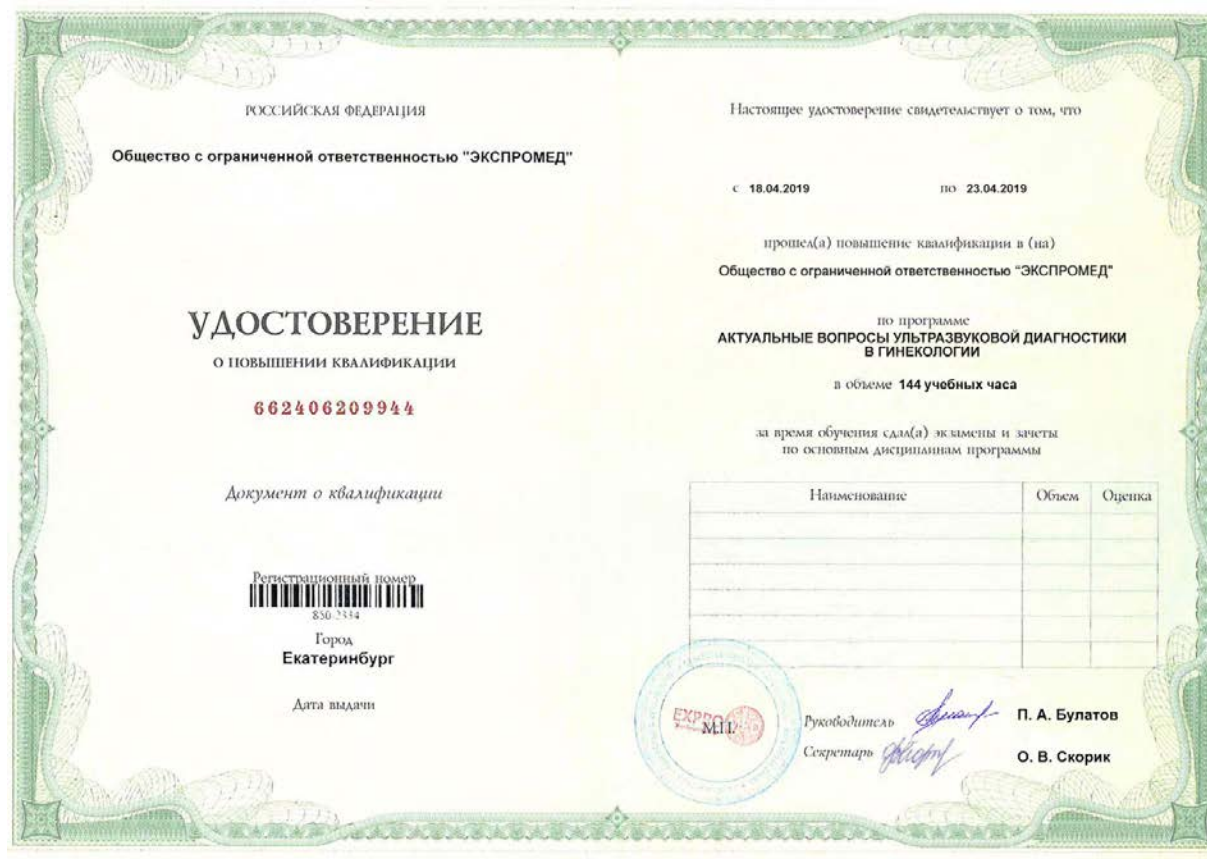 РОССИЙСКАЯ ФЕДЕРАЦИЯ
Общество с ограниченной ответственностью "ЭКСПРОМЕД"
УДОСТОВЕРЕНИЕ
О ПОВЫШЕНИИ КВАЛИФИКАЦИИ
662406209944
Документ о квалификации
Регистрационный номер
850-2334
Город
Екатеринбург
Дата выдачи
Настоящее удостоверение свидетельствует о том, что
с 18.04.2019 по 23.04.2019
прошел(а) повышение квалификации в (на)
Общество с ограниченной ответственностью "ЭКСПРОМЕД"
по программе
АКТУАЛЬНЫЕ ВОПРОСЫ УЛЬТРАЗВУКОВОЙ ДИАГНОСТИКИ
В ГИНЕКОЛОГИИ
в объеме 144 учебных часа
за время обучения сдал(а) экзамены и зачеты
по основным дисциплинам программы
Наименование Объем Оценка
М.П.
Руководитель П. А. Булатов
Секретарь О. В. Скорик